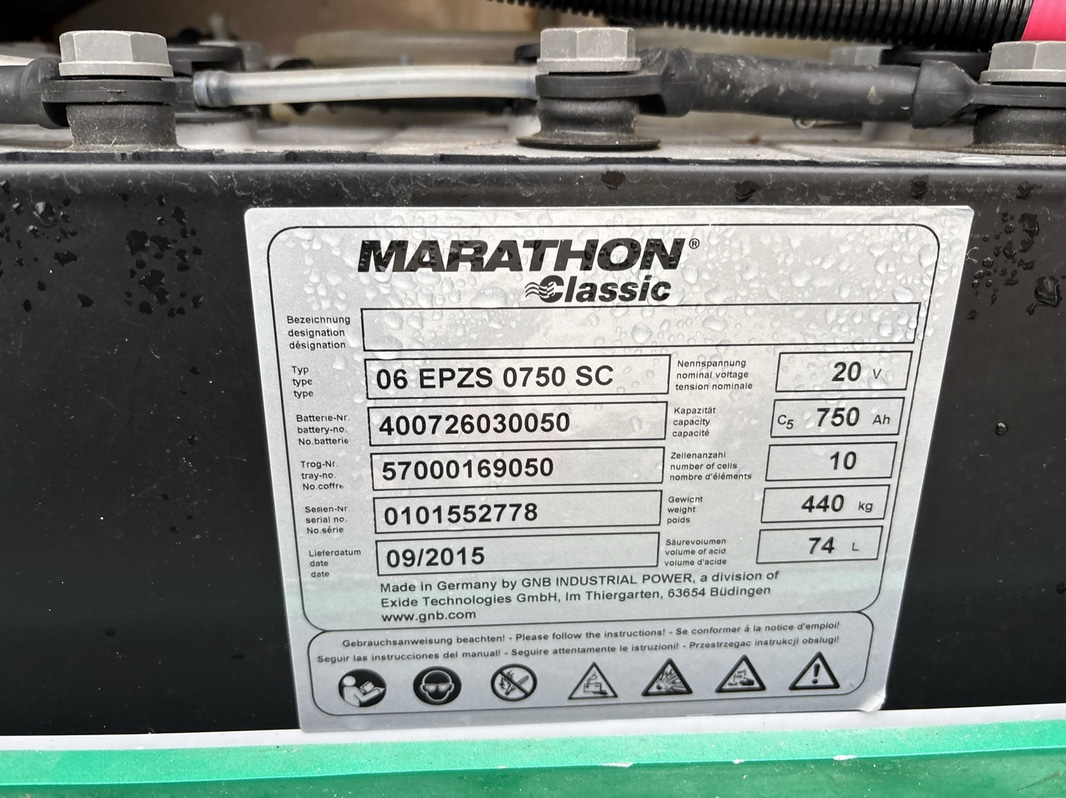 MARATHON®
Classic
Bezeichnung
designation
désignation
Typ
type
type
06 EPZS 0750 SC
Nennspannung
nominal voltage
tension nominale
20 V
Batterie-Nr.
battery-no.
No.batterie
400726030050
Kapazität
capacity
capacité
C5 750 Ah
Trog-Nr.
tray-no.
No.coffre
57000169050
Zellenanzahl
number of cells
nombre d'éléments
10
Serien-Nr.
serial no.
No.série
0101552778
Gewicht
weight
poids
440 kg
Lieferdatum
date
date
09/2015
Säurevolumen
volume of acid
volume d'acide
74 L
Made in Germany by GNB INDUSTRIAL POWER, a division of
Exide Technologies GmbH, Im Thiergarten, 63654 Büdingen
www.gnb.com
Gebrauchsanweisung beachten! - Please follow the instructions! - Se conformer á la notice d'emploi!
Seguir las instrucciones del manual! - Seguire attentamente le istruzioni! - Przestrzegac instrukcji obslugi!